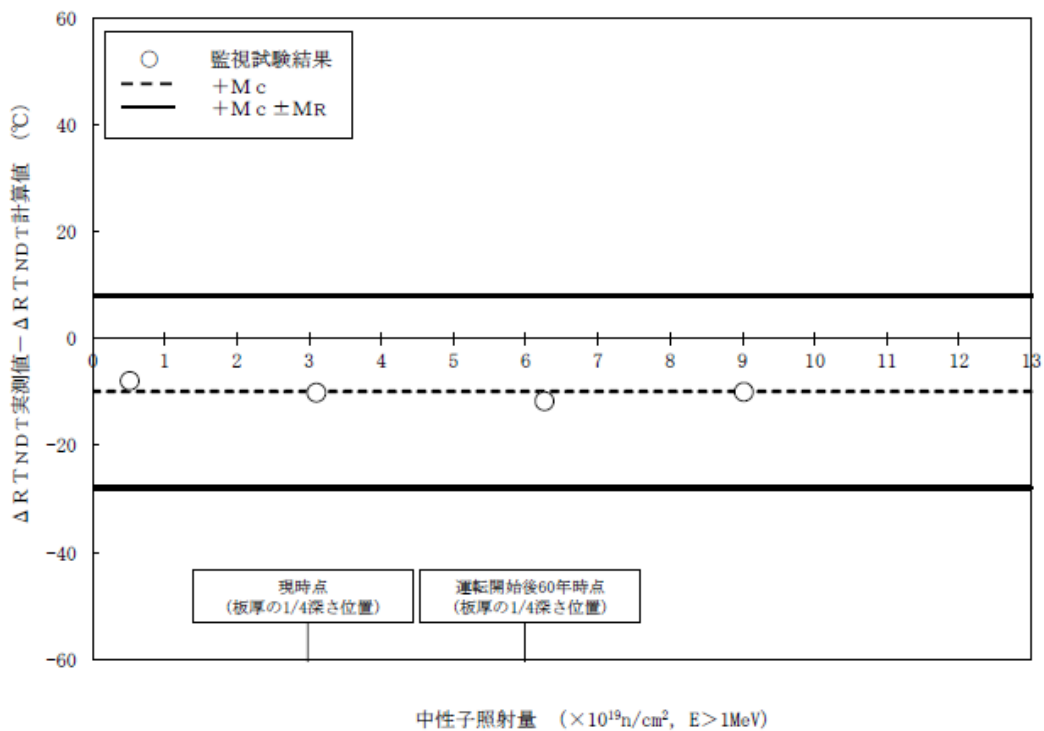 60
40
20
0
-20
-40
-60
ΔRTNDT実測値-ΔRTNDT計算値 (℃)
監視試験結果
+Mc
+Mc±MR
0 1 2 3 4 5 6 7 8 9 10 11 12 13
現時点
(板厚の1/4深さ位置)
運転開始後60年時点
(板厚の1/4深さ位置)
中性子照射量 (×10¹⁹n/cm², E>1MeV)